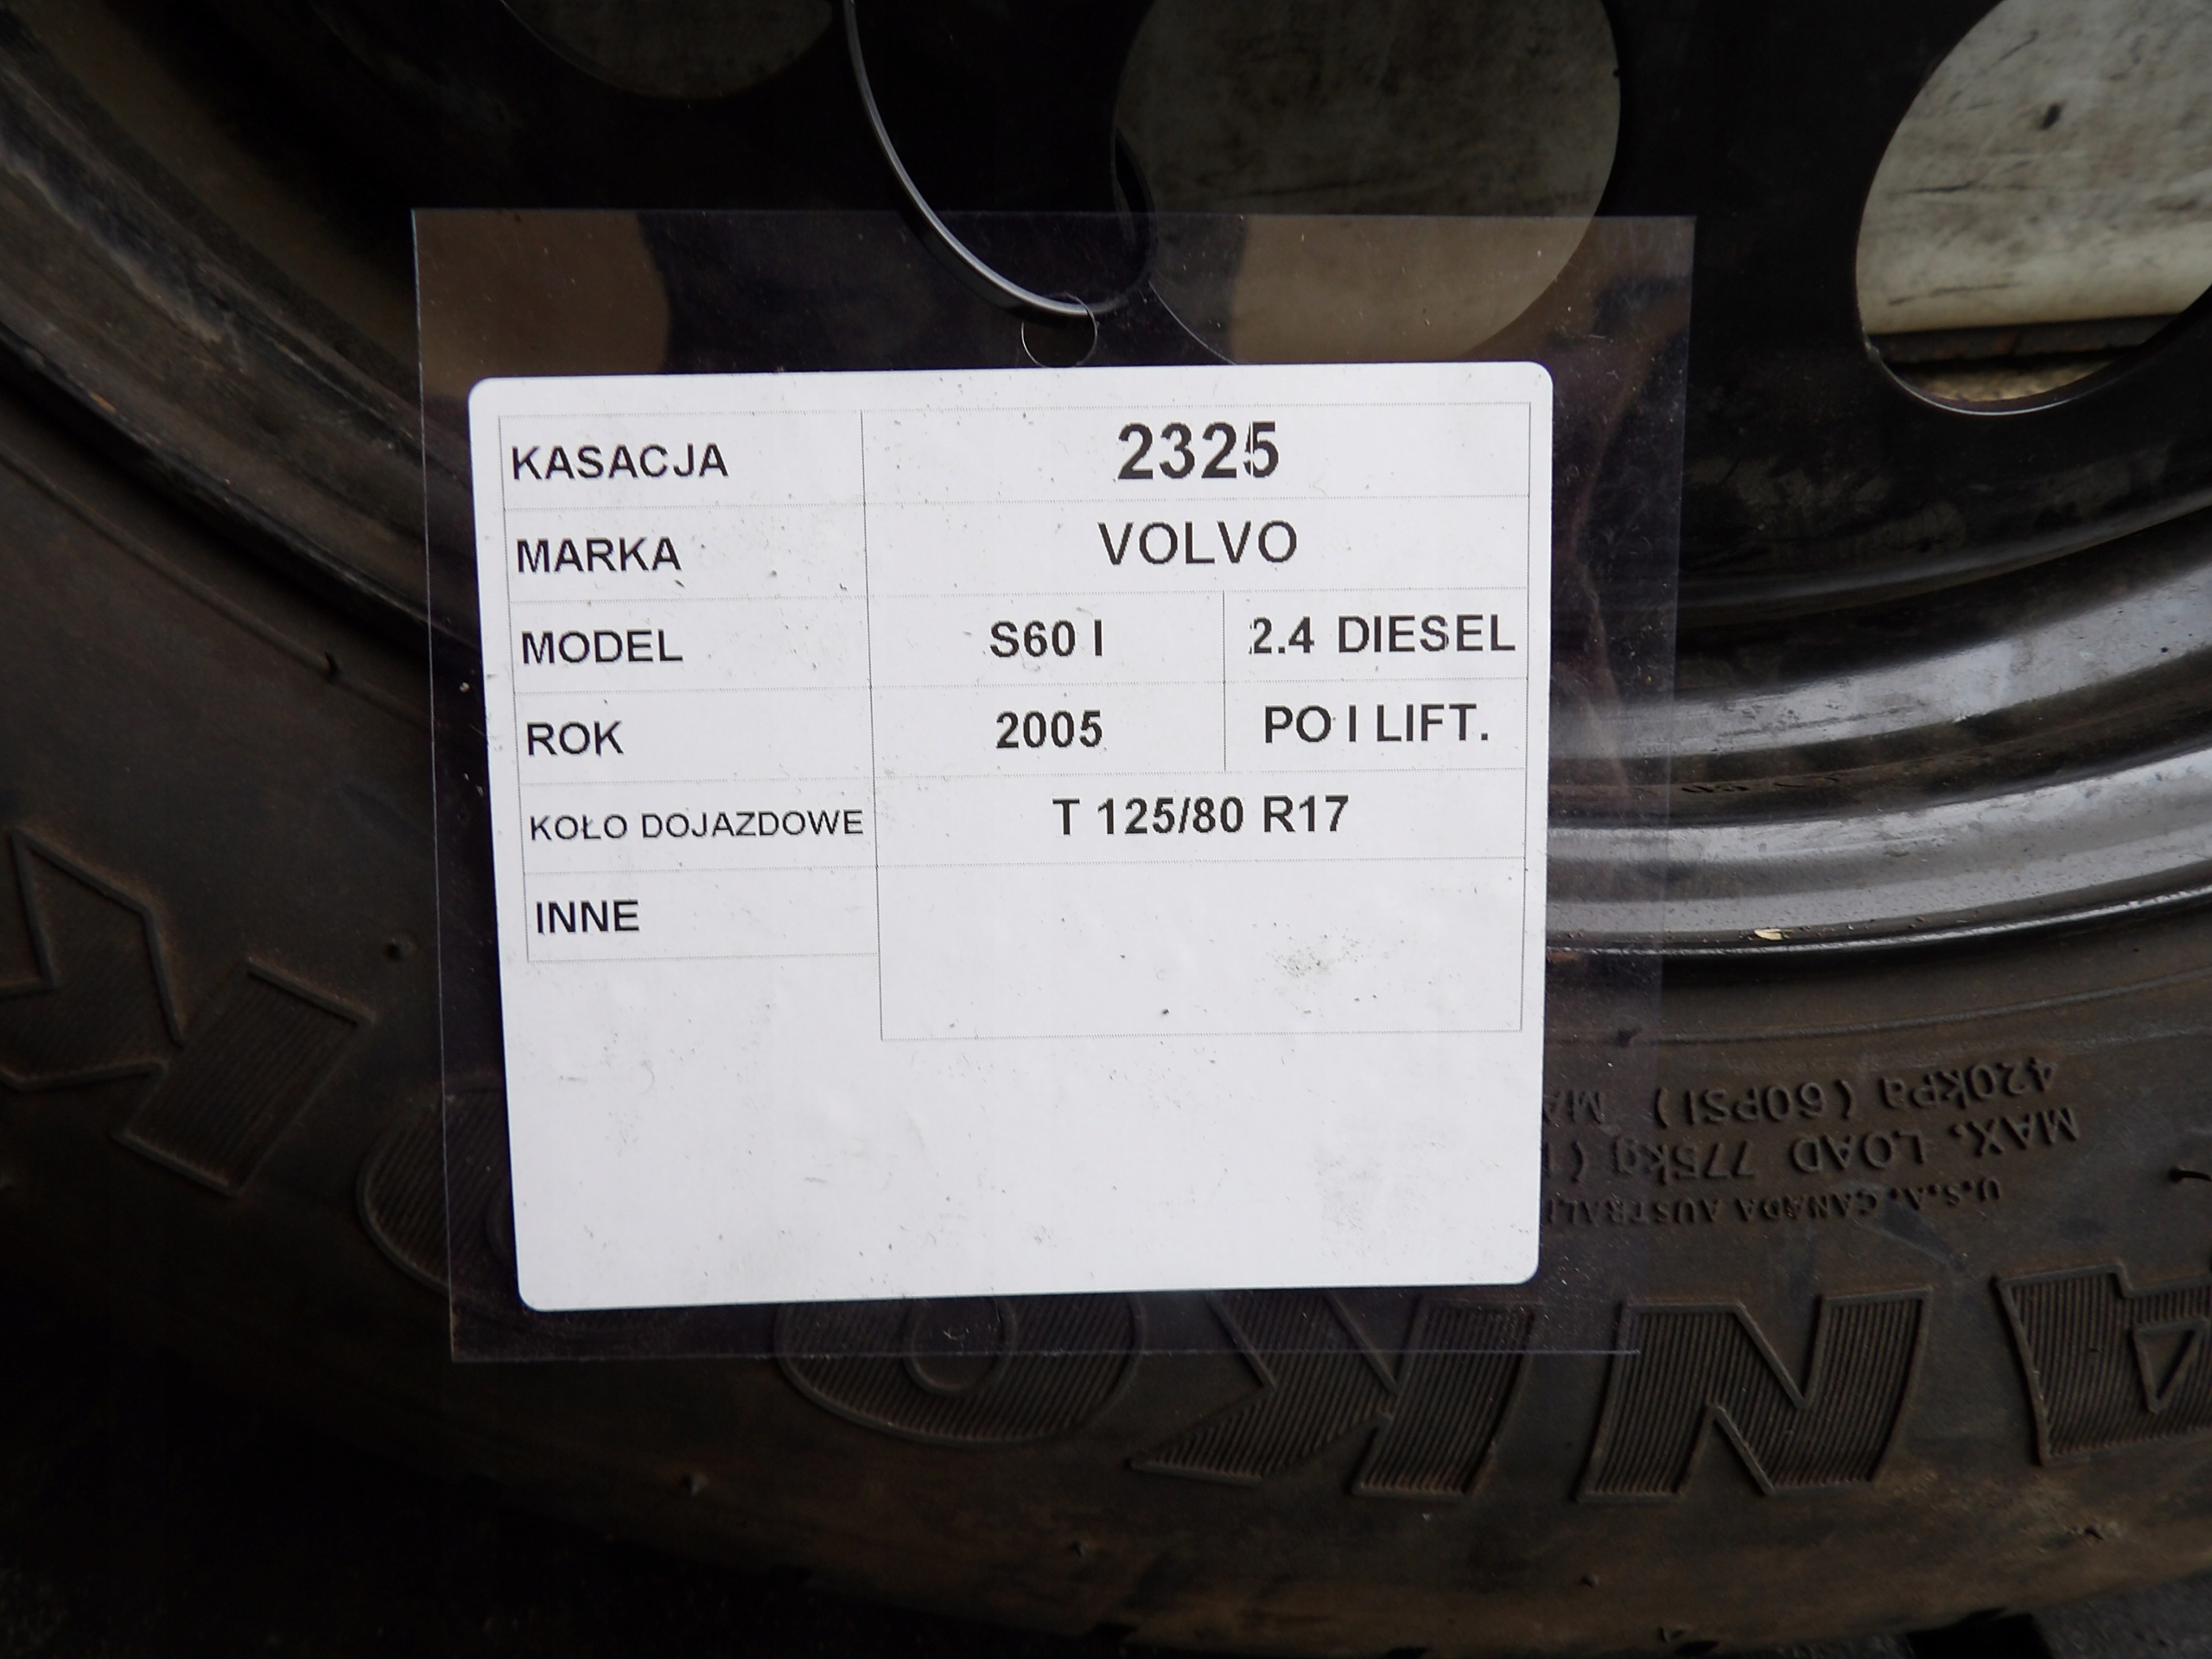 KASACJA 2325
MARKA VOLVO
MODEL S60 I 2.4 DIESEL
ROK 2005 PO I LIFT.
KOŁO DOJAZDOWE T 125/80 R17
INNE
U.S.A. CANADA
MAX. LOAD 775kg (
420kPa (60PSI)